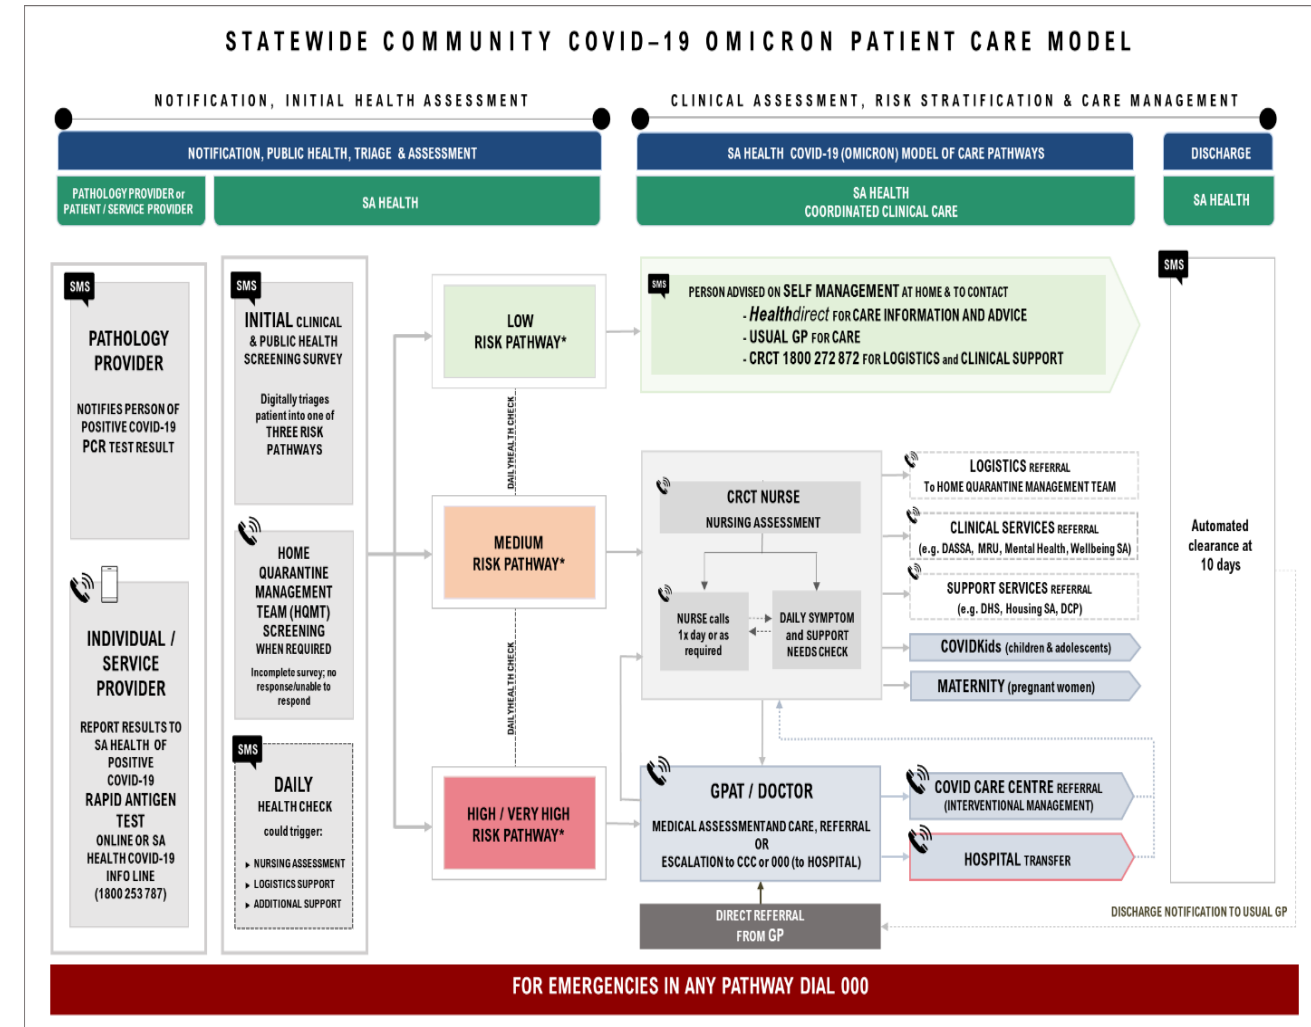 STATEWIDE COMMUNITY COVID–19 OMICRON PATIENT CARE MODEL
NOTIFICATION, INITIAL HEALTH ASSESSMENT
CLINICAL ASSESSMENT, RISK STRATIFICATION & CARE MANAGEMENT
NOTIFICATION, PUBLIC HEALTH, TRIAGE & ASSESSMENT
SA HEALTH COVID-19 (OMICRON) MODEL OF CARE PATHWAYS
DISCHARGE
PATHOLOGY PROVIDER or
PATIENT / SERVICE PROVIDER
SA HEALTH
SA HEALTH
COORDINATED CLINICAL CARE
SA HEALTH
SMS
PATHOLOGY
PROVIDER
NOTIFIES PERSON OF
POSITIVE COVID-19
PCR TEST RESULT
INDIVIDUAL /
SERVICE
PROVIDER
REPORT RESULTS TO
SA HEALTH OF
POSITIVE
COVID-19
RAPID ANTIGEN
TEST
ONLINE OR SA
HEALTH COVID-19
INFO LINE
(1800 253 787)
SMS
INITIAL CLINICAL
& PUBLIC HEALTH
SCREENING SURVEY
Digitally triages
patient into one of
THREE RISK
PATHWAYS
HOME
QUARANTINE
MANAGEMENT
TEAM (HQMT)
SCREENING
WHEN REQUIRED
Incomplete survey; no
response/unable to
respond
SMS
DAILY
HEALTH CHECK
could trigger:
NURSING ASSESSMENT
LOGISTICS SUPPORT
ADDITIONAL SUPPORT
LOW
RISK PATHWAY*
DAILYHEALTH CHECK
MEDIUM
RISK PATHWAY*
DAILYHEALTH CHECK
HIGH / VERY HIGH
RISK PATHWAY*
SMS
PERSON ADVISED ON SELF MANAGEMENT AT HOME & TO CONTACT
- Healthdirect FOR CARE INFORMATION AND ADVICE
- USUAL GP FOR CARE
- CRCT 1800 272 872 FOR LOGISTICS and CLINICAL SUPPORT
CRCT NURSE
NURSING ASSESSMENT
NURSE calls
1x day or as
required
DAILY SYMPTOM
and SUPPORT
NEEDS CHECK
LOGISTICS REFERRAL
To HOME QUARANTINE MANAGEMENT TEAM
CLINICAL SERVICES REFERRAL
(e.g. DASSA, MRU, Mental Health, Wellbeing SA)
SUPPORT SERVICES REFERRAL
(e.g. DHS, Housing SA, DCP)
COVIDKids (children & adolescents)
MATERNITY (pregnant women)
GPAT / DOCTOR
MEDICAL ASSESSMENTAND CARE, REFERRAL
OR
ESCALATION to CCC or 000 (to HOSPITAL)
COVID CARE CENTRE REFERRAL
(INTERVENTIONAL MANAGEMENT)
HOSPITAL TRANSFER
DIRECT REFERRAL
FROM GP
SMS
Automated
clearance at
10 days
DISCHARGE NOTIFICATION TO USUAL GP
FOR EMERGENCIES IN ANY PATHWAY DIAL 000